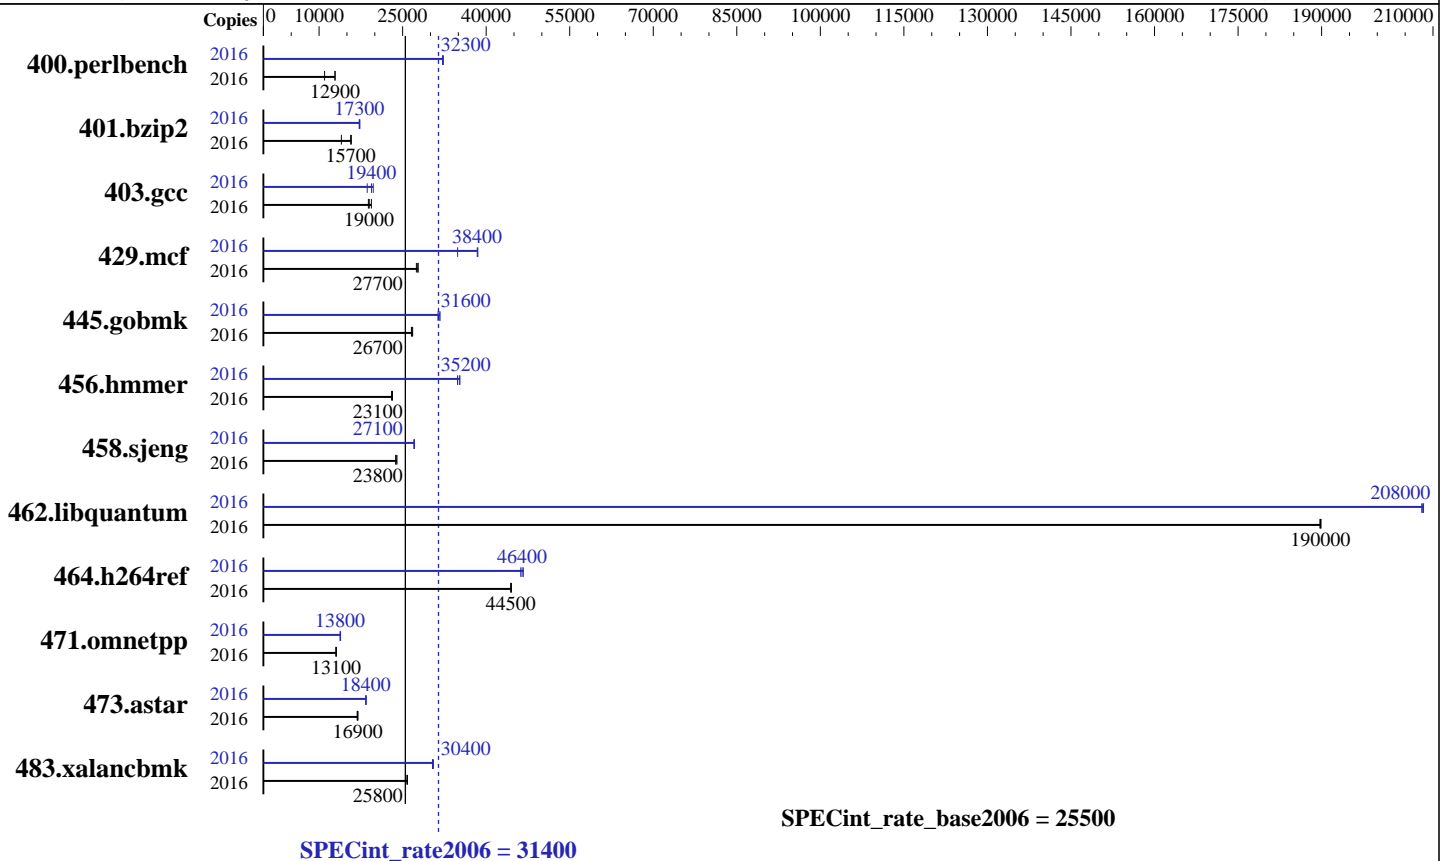 Copies 0 10000 25000 40000 55000 70000 85000 100000 115000 130000 145000 160000 175000 190000 210000
400.perlbench 2016 32300
2016 12900
401.bzip2 2016 17300
2016 15700
403.gcc 2016 19400
2016 19000
429.mcf 2016 38400
2016 27700
445.gobmk 2016 31600
2016 26700
456.hmmer 2016 35200
2016 23100
458.sjeng 2016 27100
2016 23800
462.libquantum 2016 208000
2016 190000
464.h264ref 2016 46400
2016 44500
471.omnetpp 2016 13800
2016 13100
473.astar 2016 18400
2016 16900
483.xalancbmk 2016 30400
2016 25800
SPECint_rate_base2006 = 25500
SPECint_rate2006 = 31400